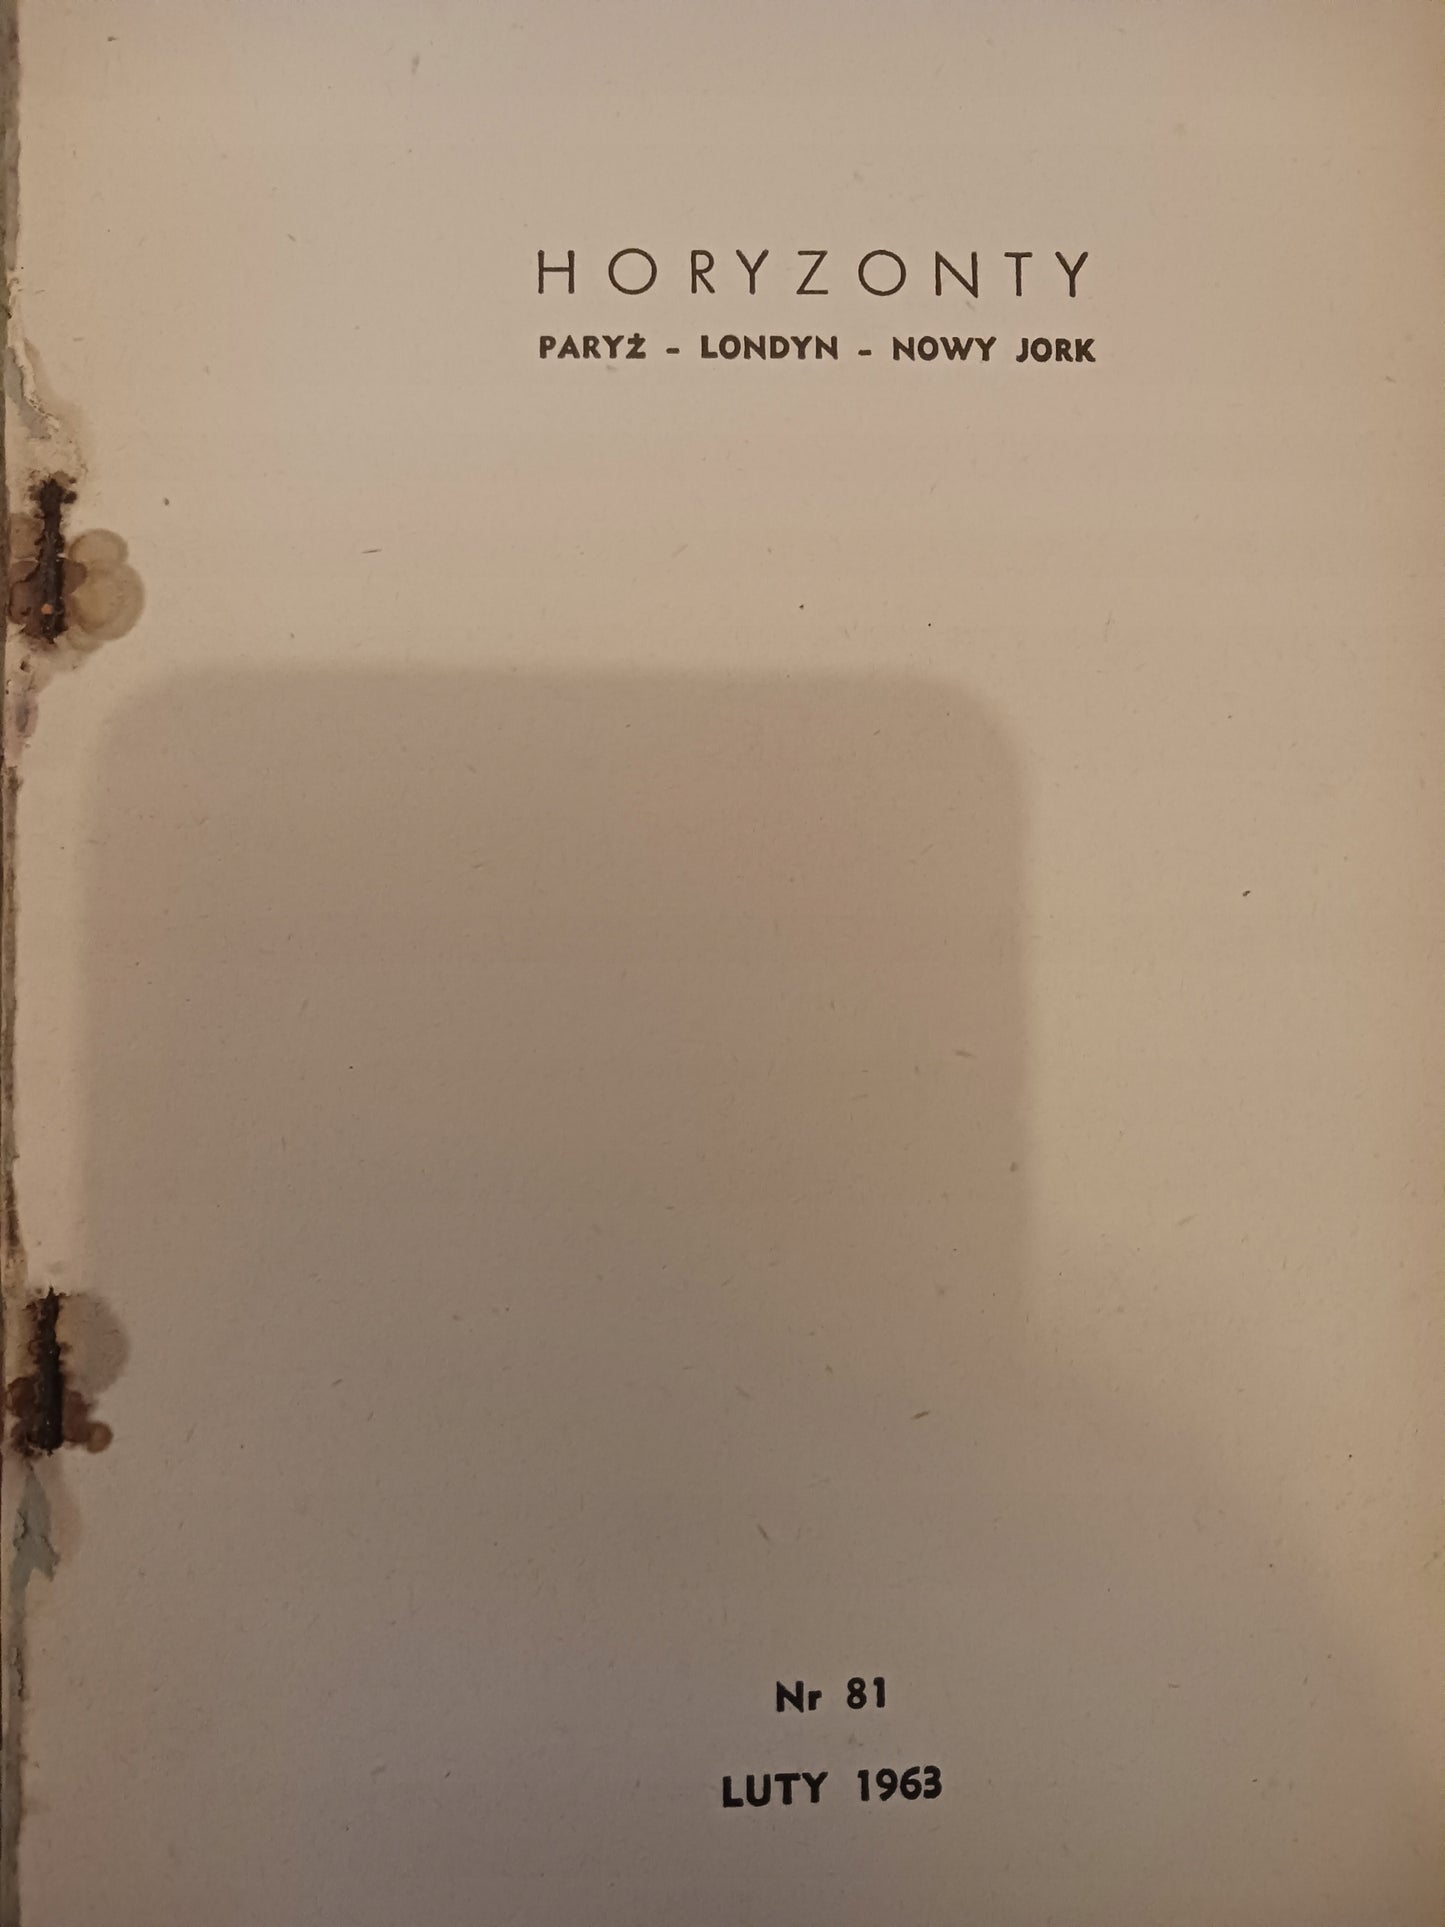 HORYZONTY
PARYŻ - LONDYN - NOWY JORK
Nr 81
LUTY 1963